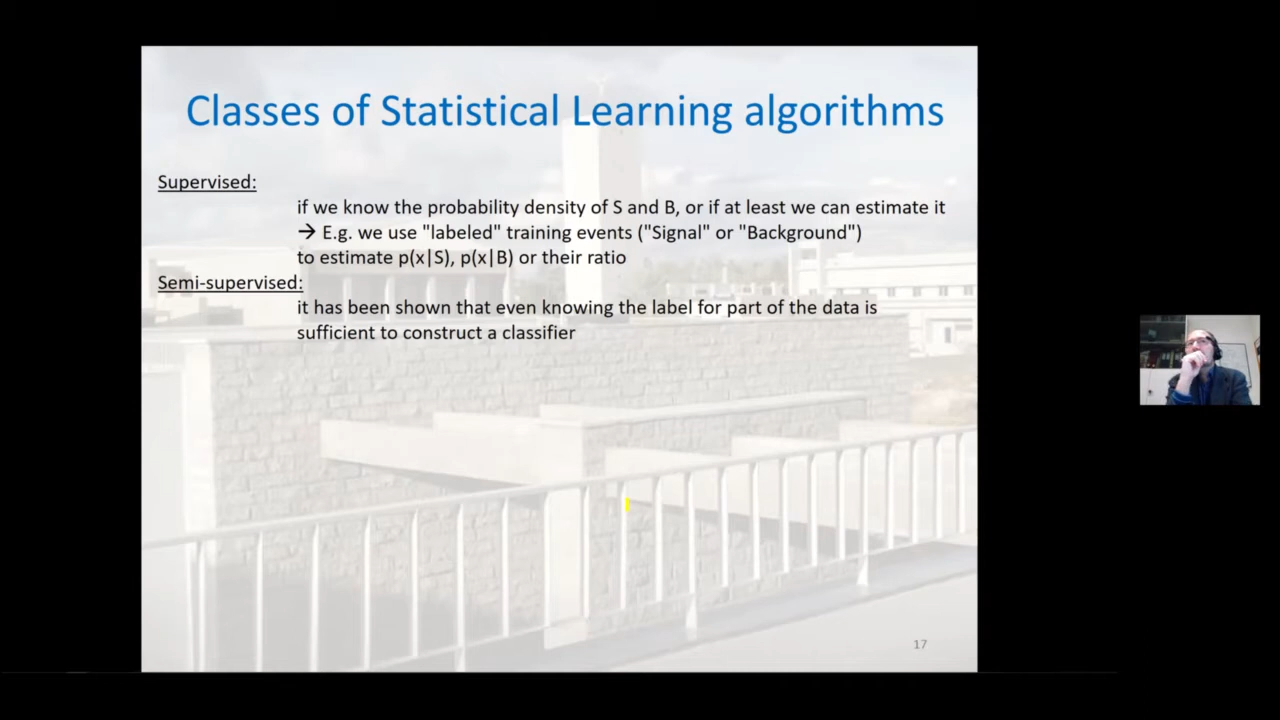 Classes of Statistical Learning algorithms
Supervised:
if we know the probability density of S and B, or if at least we can estimate it
→ E.g. we use "labeled" training events ("Signal" or "Background")
to estimate p(x|S), p(x|B) or their ratio
Semi-supervised:
it has been shown that even knowing the label for part of the data is
sufficient to construct a classifier
17